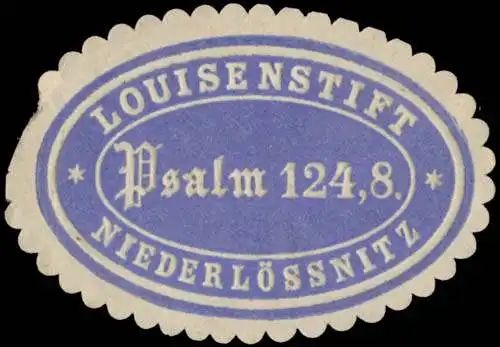 LOUISENSTIFT
* Psalm 124,8. *
NIEDERLÖSSNITZ